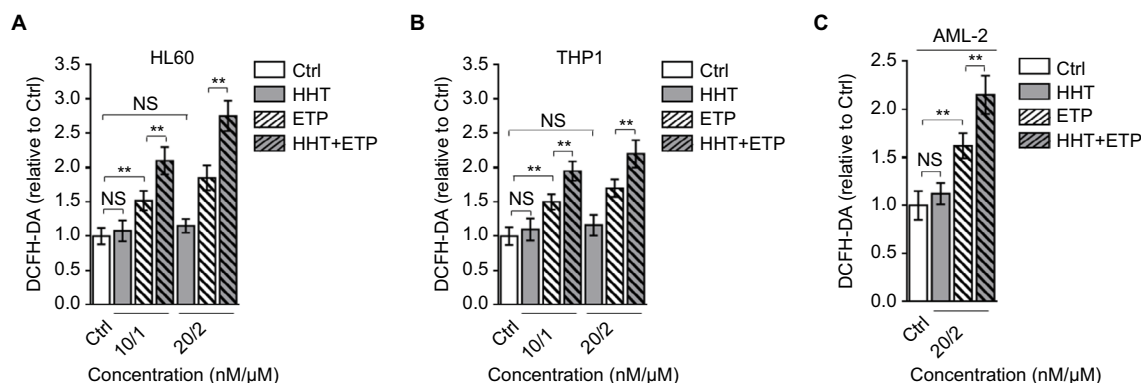 A
HL60
DCFH-DA (relative to Ctrl)
3.5
3.0
2.5
2.0
1.5
1.0
0.5
0.0
NS
**
**
**
NS
Ctrl
HHT
ETP
HHT+ETP
Ctrl
10/1
20/2
Concentration (nM/μM)
B
THP1
DCFH-DA (relative to Ctrl)
3.5
3.0
2.5
2.0
1.5
1.0
0.5
0.0
NS
**
**
**
NS
Ctrl
HHT
ETP
HHT+ETP
Ctrl
10/1
20/2
Concentration (nM/μM)
C
AML-2
DCFH-DA (relative to Ctrl)
2.5
2.0
1.5
1.0
0.5
0.0
**
**
NS
Ctrl
HHT
ETP
HHT+ETP
Ctrl
20/2
Concentration (nM/μM)